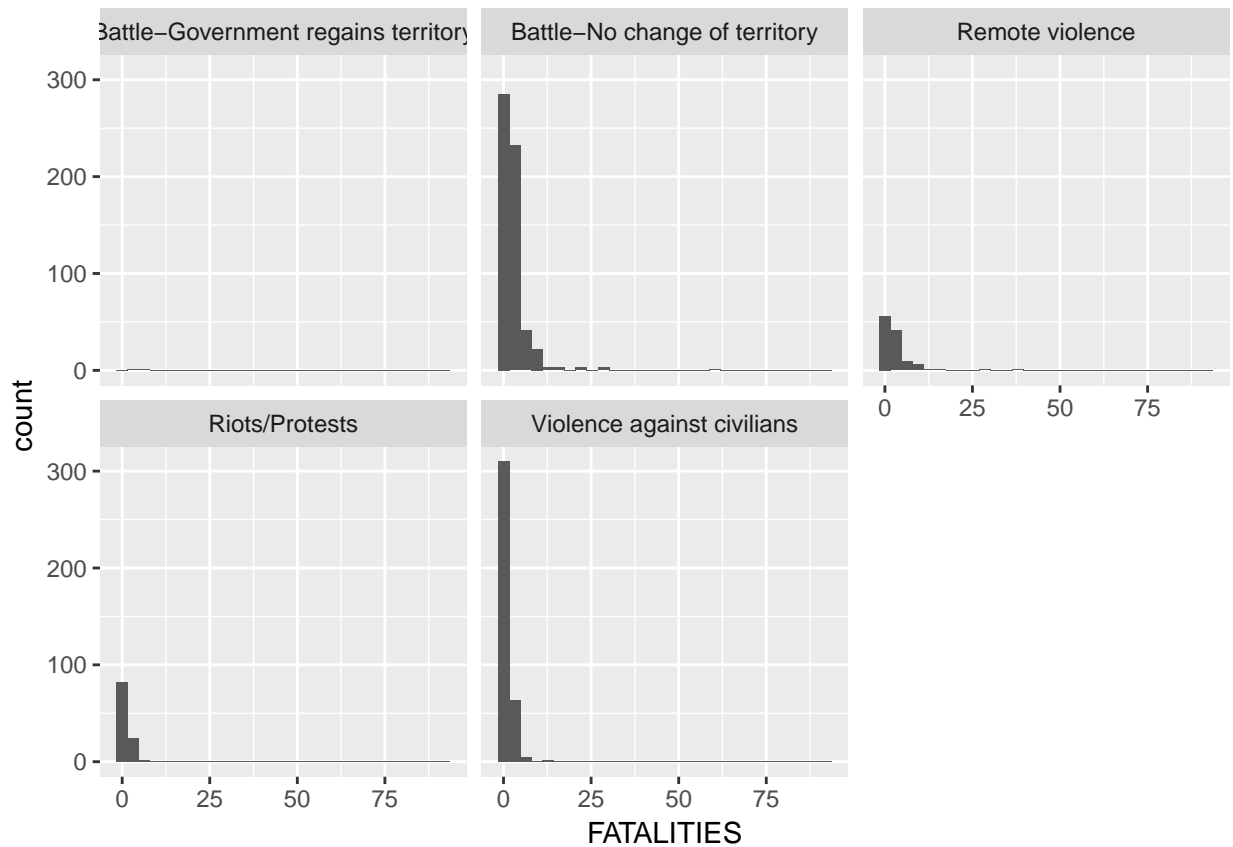 Battle−Government regains territory
Battle−No change of territory
Remote violence
300
200
100
0
0 25 50 75
Riots/Protests
Violence against civilians
300
200
100
0
0 25 50 75
0 25 50 75
count
FATALITIES